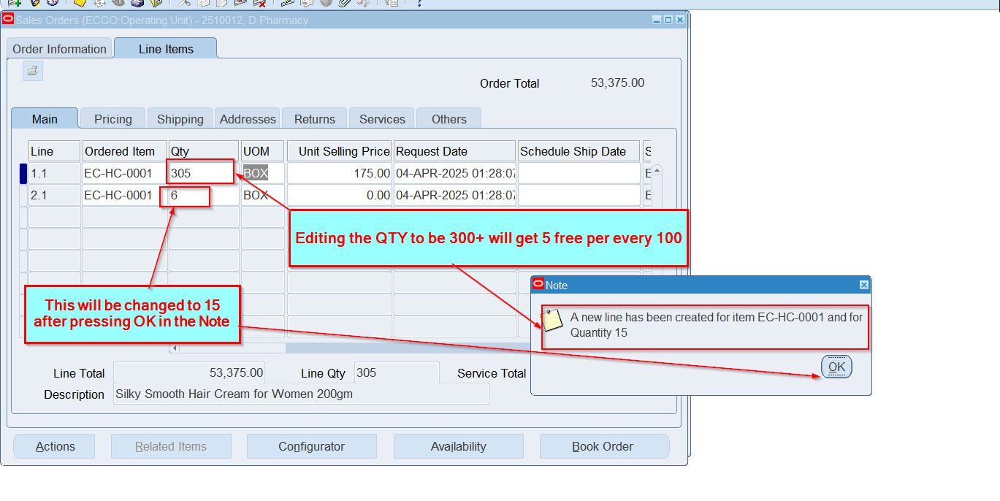 Sales Orders (ECCO:Operating Unit) - 2510012, D Pharmacy
Order Information
Line Items
Order Total 53,375.00
Main Pricing Shipping Addresses Returns Services Others
Line Ordered Item Qty UOM Unit Selling Price Request Date Schedule Ship Date S
1.1 EC-HC-0001 305 BOX 175.00 04-APR-2025 01:28:07 E
2.1 EC-HC-0001 6 BOX 0.00 04-APR-2025 01:28:07 E
Editing the QTY to be 300+ will get 5 free per every 100
This will be changed to 15
after pressing OK in the Note
Note
A new line has been created for item EC-HC-0001 and for
Quantity 15
OK
Line Total 53,375.00 Line Qty 305 Service Total
Description Silky Smooth Hair Cream for Women 200gm
Actions Related Items Configurator Availability Book Order